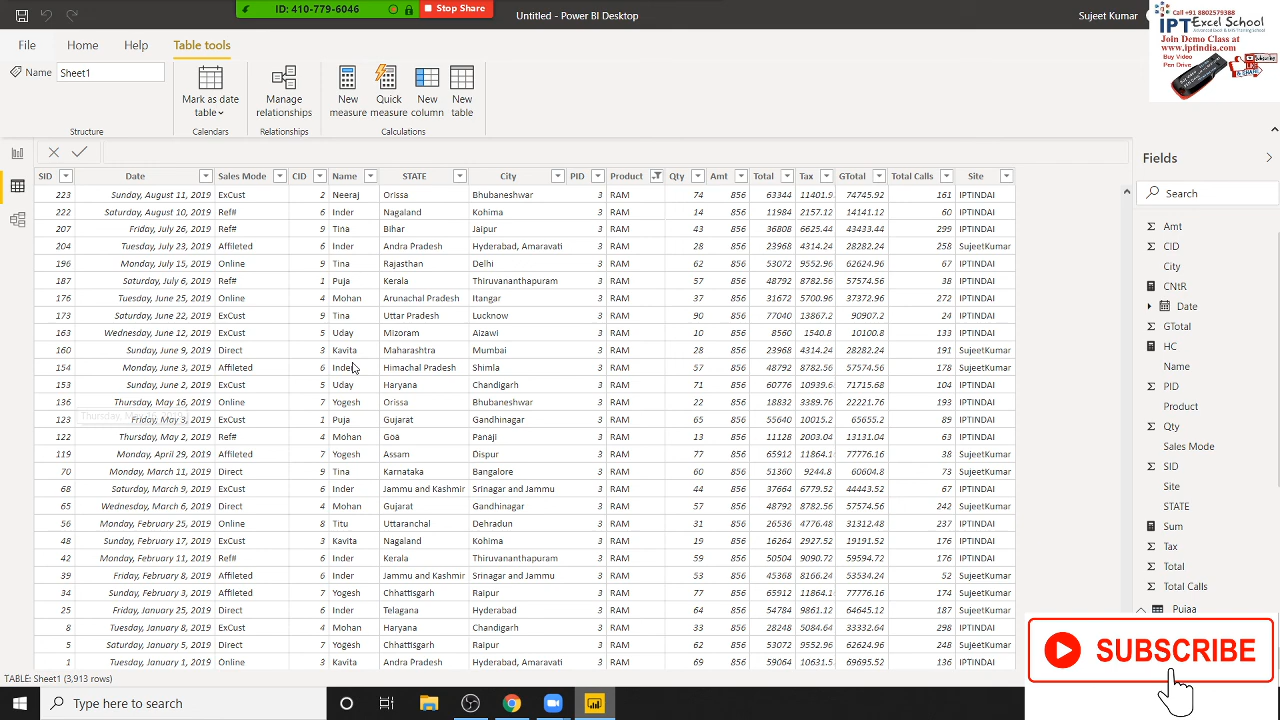 ID: 410-779-6046 Stop Share
Untitled - Power BI Desktop
Sujeet Kumar
Call +91 8802579388
IPT Excel School
Advanced Excel & MIS Training School
Join Demo Class at
www.iptindia.com
Buy Video
Pen Drive
Subscribe
File Home Help Table tools
Name Sheet1
Mark as date table
Manage relationships
New measure
Quick measure
New column
New table
Structure Calendars Relationships Calculations
Fields
Search
SID Date Sales Mode CID Name STATE City PID Product Qty Amt Total Tax GTotal Total Calls Site
223 Sunday, August 11, 2019 ExCust 2 Neeraj Orissa Bhubaneshwar 3 RAM 74 856 63344 11401.9 74745.92 161 IPTINDAI
222 Saturday, August 10, 2019 Ref# 6 Inder Nagaland Kohima 3 RAM 14 856 11984 2157.12 14141.12 60 IPTINDAI
207 Friday, July 26, 2019 Ref# 9 Tina Bihar Jaipur 3 RAM 43 856 36808 6625.44 43433.44 299 IPTINDAI
204 Tuesday, July 23, 2019 Affileted 6 Inder Andra Pradesh Hyderabad, Amaravati 3 RAM 28 856 23968 4314.24 28282.24 258 SujeetKumar
196 Monday, July 15, 2019 Online 9 Tina Rajasthan Delhi 3 RAM 62 856 53072 9552.96 62624.96 67 IPTINDAI
187 Saturday, July 6, 2019 Ref# 1 Puja Kerala Thiruvananthapuram 3 RAM 57 856 48792 8782.56 57574.56 38 IPTINDAI
176 Tuesday, June 25, 2019 Online 4 Mohan Arunachal Pradesh Itangar 3 RAM 37 856 31672 5700.96 37372.96 272 IPTINDAI
173 Saturday, June 22, 2019 ExCust 9 Tina Uttar Pradesh Lucknow 3 RAM 90 856 77040 13867.2 90907.2 24 IPTINDAI
163 Wednesday, June 12, 2019 ExCust 5 Uday Mizoram Aizawl 3 RAM 10 856 8560 1540.8 10100.8 133 IPTINDAI
160 Sunday, June 9, 2019 Direct 3 Kavita Maharashtra Mumbai 3 RAM 28 856 23968 4314.24 28282.24 191 SujeetKumar
154 Monday, June 3, 2019 Affileted 6 Inder Himachal Pradesh Shimla 3 RAM 57 856 48792 8782.56 57574.56 178 SujeetKumar
153 Sunday, June 2, 2019 ExCust 5 Uday Haryana Chandigarh 3 RAM 71 856 60776 10939.6 71715.68 104 IPTINDAI
136 Thursday, May 16, 2019 Online 7 Yogesh Orissa Bhubaneshwar 3 RAM 22 856 18832 3389.76 22221.76 193 IPTINDAI
123 Friday, May 3, 2019 ExCust 1 Puja Gujarat Gandhinagar 3 RAM 65 856 55640 10015.2 65655.2 89 IPTINDAI
122 Thursday, May 2, 2019 Ref# 4 Mohan Goa Panaji 3 RAM 13 856 11128 2003.04 13131.04 63 IPTINDAI
119 Monday, April 29, 2019 Affileted 7 Yogesh Assam Dispur 3 RAM 77 856 65912 11864.1 77776.16 38 SujeetKumar
70 Monday, March 11, 2019 Direct 9 Tina Karnataka Bangalore 3 RAM 60 856 51360 9244.8 60604.8 73 SujeetKumar
68 Saturday, March 9, 2019 ExCust 6 Inder Jammu and Kashmir Srinagar and Jammu 3 RAM 44 856 37664 6779.52 44443.52 67 IPTINDAI
65 Wednesday, March 6, 2019 Direct 4 Mohan Gujarat Gandhinagar 3 RAM 57 856 48792 8782.56 57574.56 242 SujeetKumar
56 Monday, February 25, 2019 Online 8 Titu Uttaranchal Dehradun 3 RAM 31 856 26536 4776.48 31312.48 237 IPTINDAI
48 Sunday, February 17, 2019 ExCust 3 Kavita Nagaland Kohima 3 RAM 19 856 16264 2927.52 19191.52 176 IPTINDAI
42 Monday, February 11, 2019 Ref# 6 Inder Kerala Thiruvananthapuram 3 RAM 59 856 50504 9090.72 59594.72 176 IPTINDAI
39 Friday, February 8, 2019 Affileted 6 Inder Jammu and Kashmir Srinagar and Jammu 3 RAM 53 856 45368 8166.24 53534.24 52 SujeetKumar
34 Sunday, February 3, 2019 Affileted 7 Yogesh Chhattisgarh Raipur 3 RAM 77 856 65912 11864.1 77776.16 174 SujeetKumar
25 Friday, January 25, 2019 Direct 6 Inder Telagana Hyderabad 3 RAM 64 856 54784 9861.12 64645.12 187 SujeetKumar
8 Tuesday, January 8, 2019 ExCust 4 Mohan Haryana Chandigarh 3 RAM 33 856 28248 5084.64 33332.64 298 IPTINDAI
5 Saturday, January 5, 2019 Direct 7 Yogesh Chhattisgarh Raipur 3 RAM 77 856 65912 11864.1 77776.16 248 SujeetKumar
1 Tuesday, January 1, 2019 Online 3 Kavita Andra Pradesh Hyderabad, Amaravati 3 RAM 69 856 59064 10631.5 69695.52 136 IPTINDAI
Amt
CID
City
CNtR
Date
GTotal
HC
Name
PID
Product
Qty
Sales Mode
SID
Site
STATE
Sum
Tax
Total
Total Calls
Pujaa
SUBSCRIBE
TABLE: Sheet1 (3,913 rows)
Type here to search